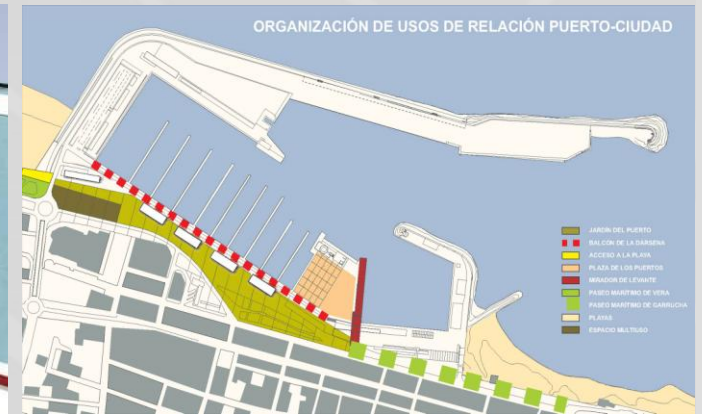 ORGANIZACIÓN DE USOS DE RELACIÓN PUERTO-CIUDAD
JARDÍN DEL PUERTO
BALCÓN DE LA DÁRSENA
ACCESO A LA PLAYA
PLAZA DE LOS PUERTOS
MIRADOR DE LEVANTE
PASEO MARÍTIMO DE VERA
PASEO MARÍTIMO DE GARRUCHA
PLAYAS
ESPACIO MULTIUSO